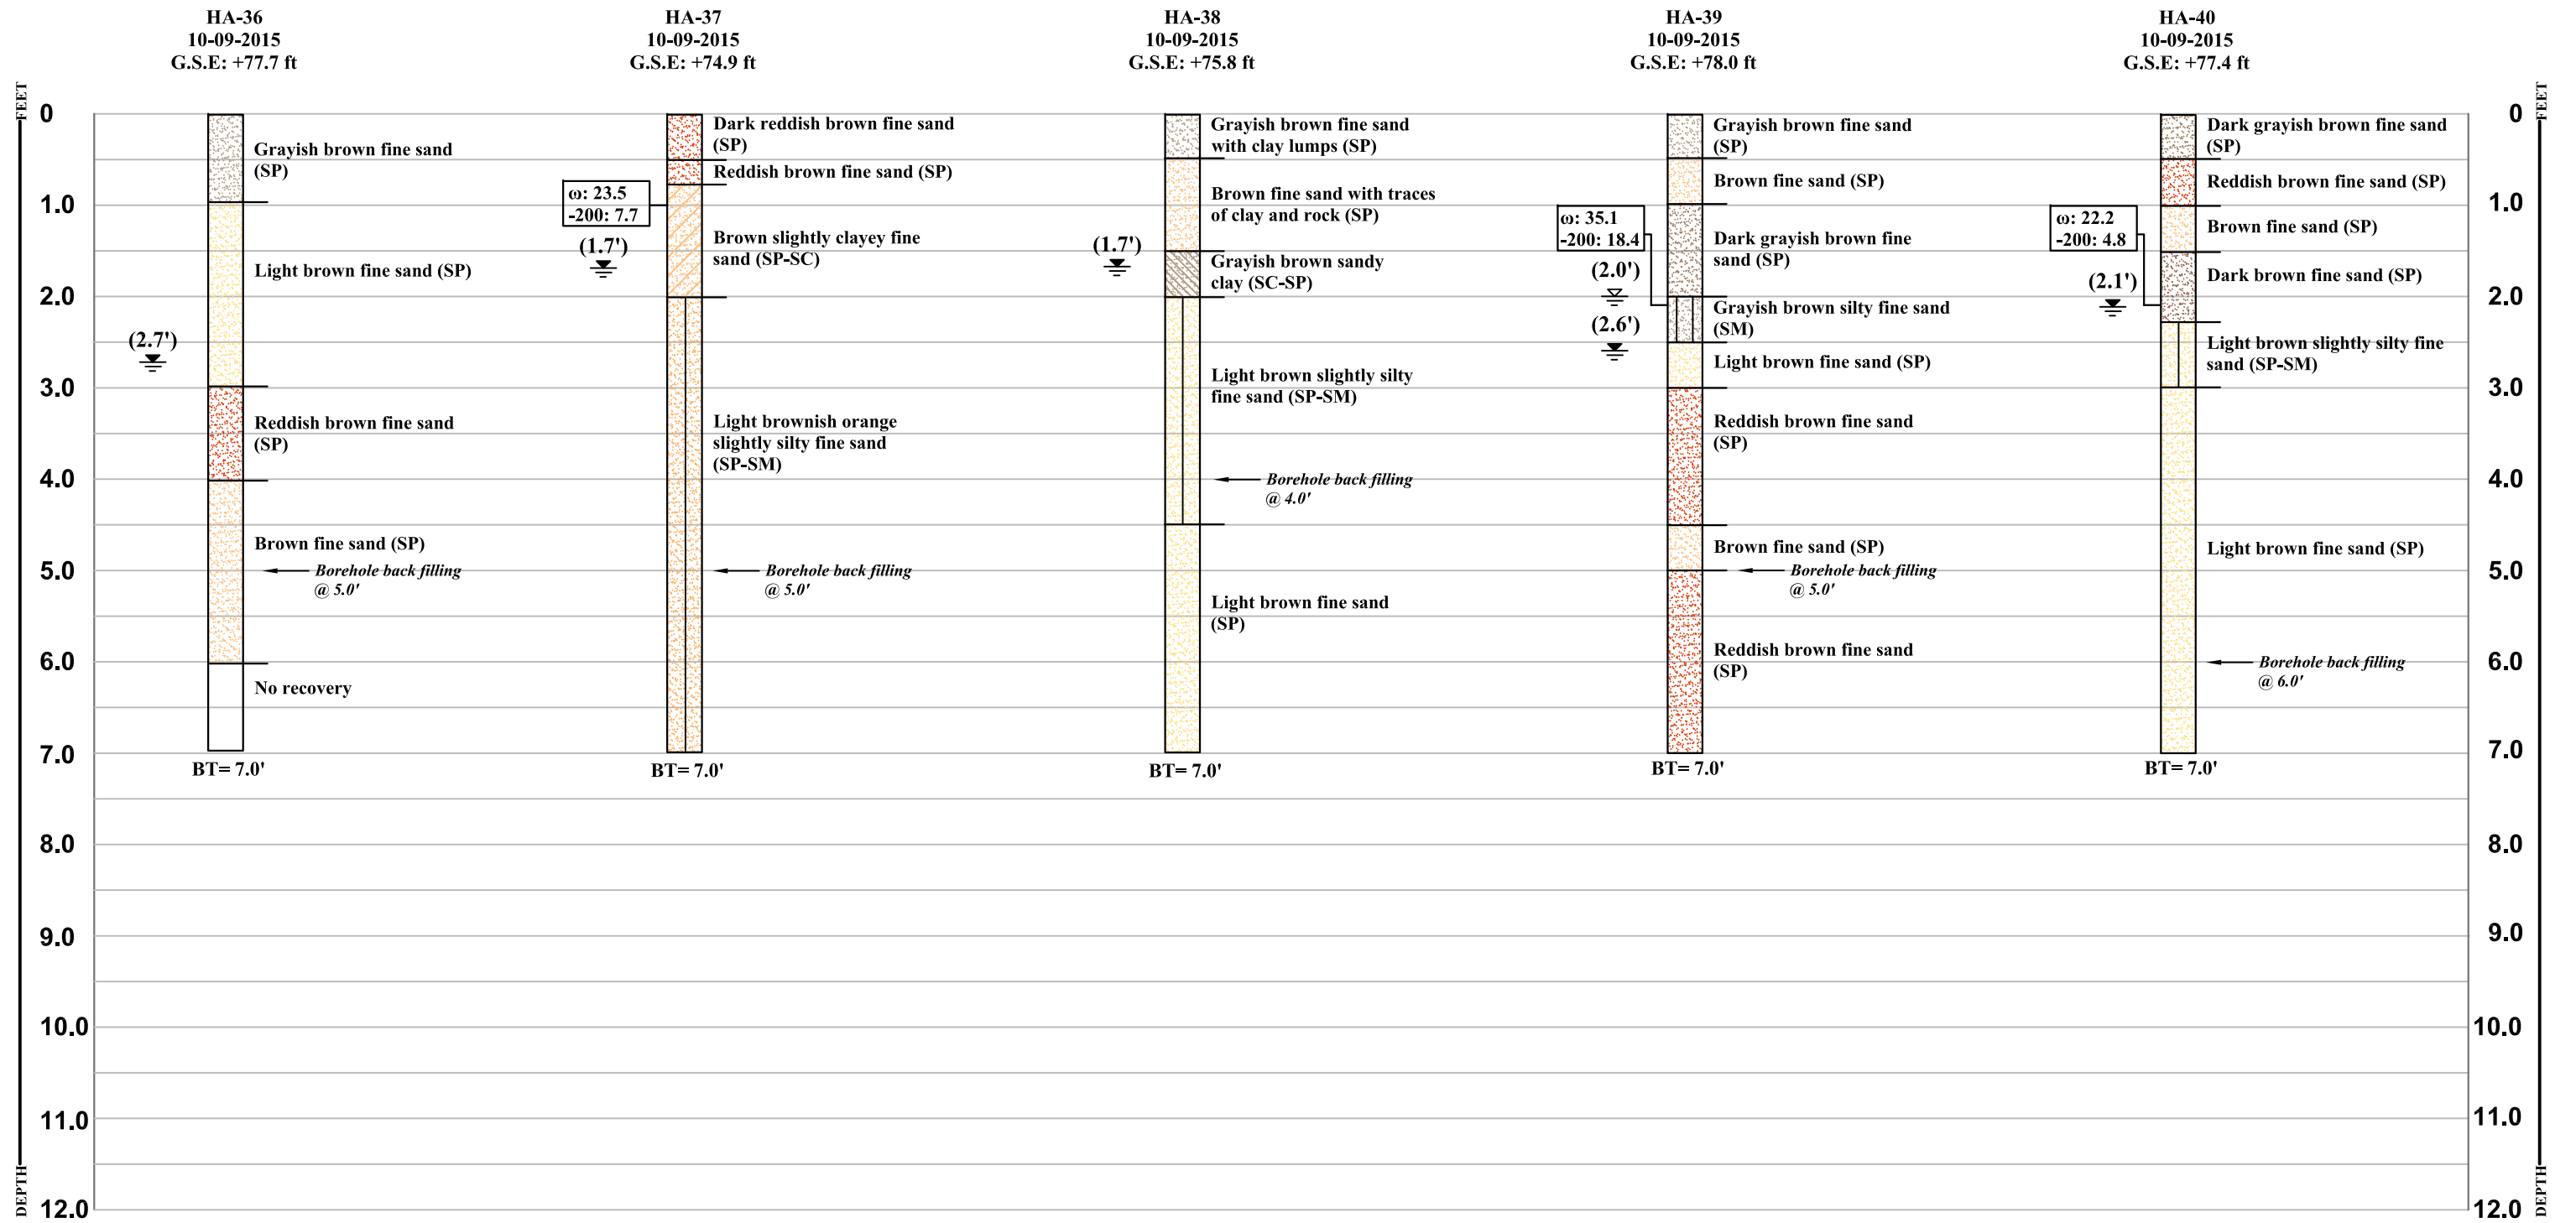 HA-36
10-09-2015
G.S.E: +77.7 ft
HA-37
10-09-2015
G.S.E: +74.9 ft
HA-38
10-09-2015
G.S.E: +75.8 ft
HA-39
10-09-2015
G.S.E: +78.0 ft
HA-40
10-09-2015
G.S.E: +77.4 ft
FEET
0
1.0
2.0
3.0
4.0
5.0
6.0
7.0
8.0
9.0
10.0
11.0
12.0
DEPTH
Grayish brown fine sand
(SP)
Light brown fine sand (SP)
(2.7')
Reddish brown fine sand
(SP)
Brown fine sand (SP)
Borehole back filling
@ 5.0'
No recovery
BT= 7.0'
Dark reddish brown fine sand
(SP)
Reddish brown fine sand (SP)
ω: 23.5
-200: 7.7
(1.7')
Brown slightly clayey fine
sand (SP-SC)
Light brownish orange
slightly silty fine sand
(SP-SM)
Borehole back filling
@ 5.0'
BT= 7.0'
Grayish brown fine sand
with clay lumps (SP)
Brown fine sand with traces
of clay and rock (SP)
(1.7')
Grayish brown sandy
clay (SC-SP)
Light brown slightly silty
fine sand (SP-SM)
Borehole back filling
@ 4.0'
Light brown fine sand
(SP)
BT= 7.0'
Grayish brown fine sand
(SP)
Brown fine sand (SP)
ω: 35.1
-200: 18.4
Dark grayish brown fine
sand (SP)
(2.0')
Grayish brown silty fine sand
(SM)
(2.6')
Light brown fine sand (SP)
Reddish brown fine sand
(SP)
Brown fine sand (SP)
Borehole back filling
@ 5.0'
Reddish brown fine sand
(SP)
BT= 7.0'
Dark grayish brown fine sand
(SP)
Reddish brown fine sand (SP)
ω: 22.2
-200: 4.8
Brown fine sand (SP)
Dark brown fine sand (SP)
(2.1')
Light brown slightly silty fine
sand (SP-SM)
Light brown fine sand (SP)
Borehole back filling
@ 6.0'
BT= 7.0'
FEET
0
1.0
2.0
3.0
4.0
5.0
6.0
7.0
8.0
9.0
10.0
11.0
12.0
DEPTH